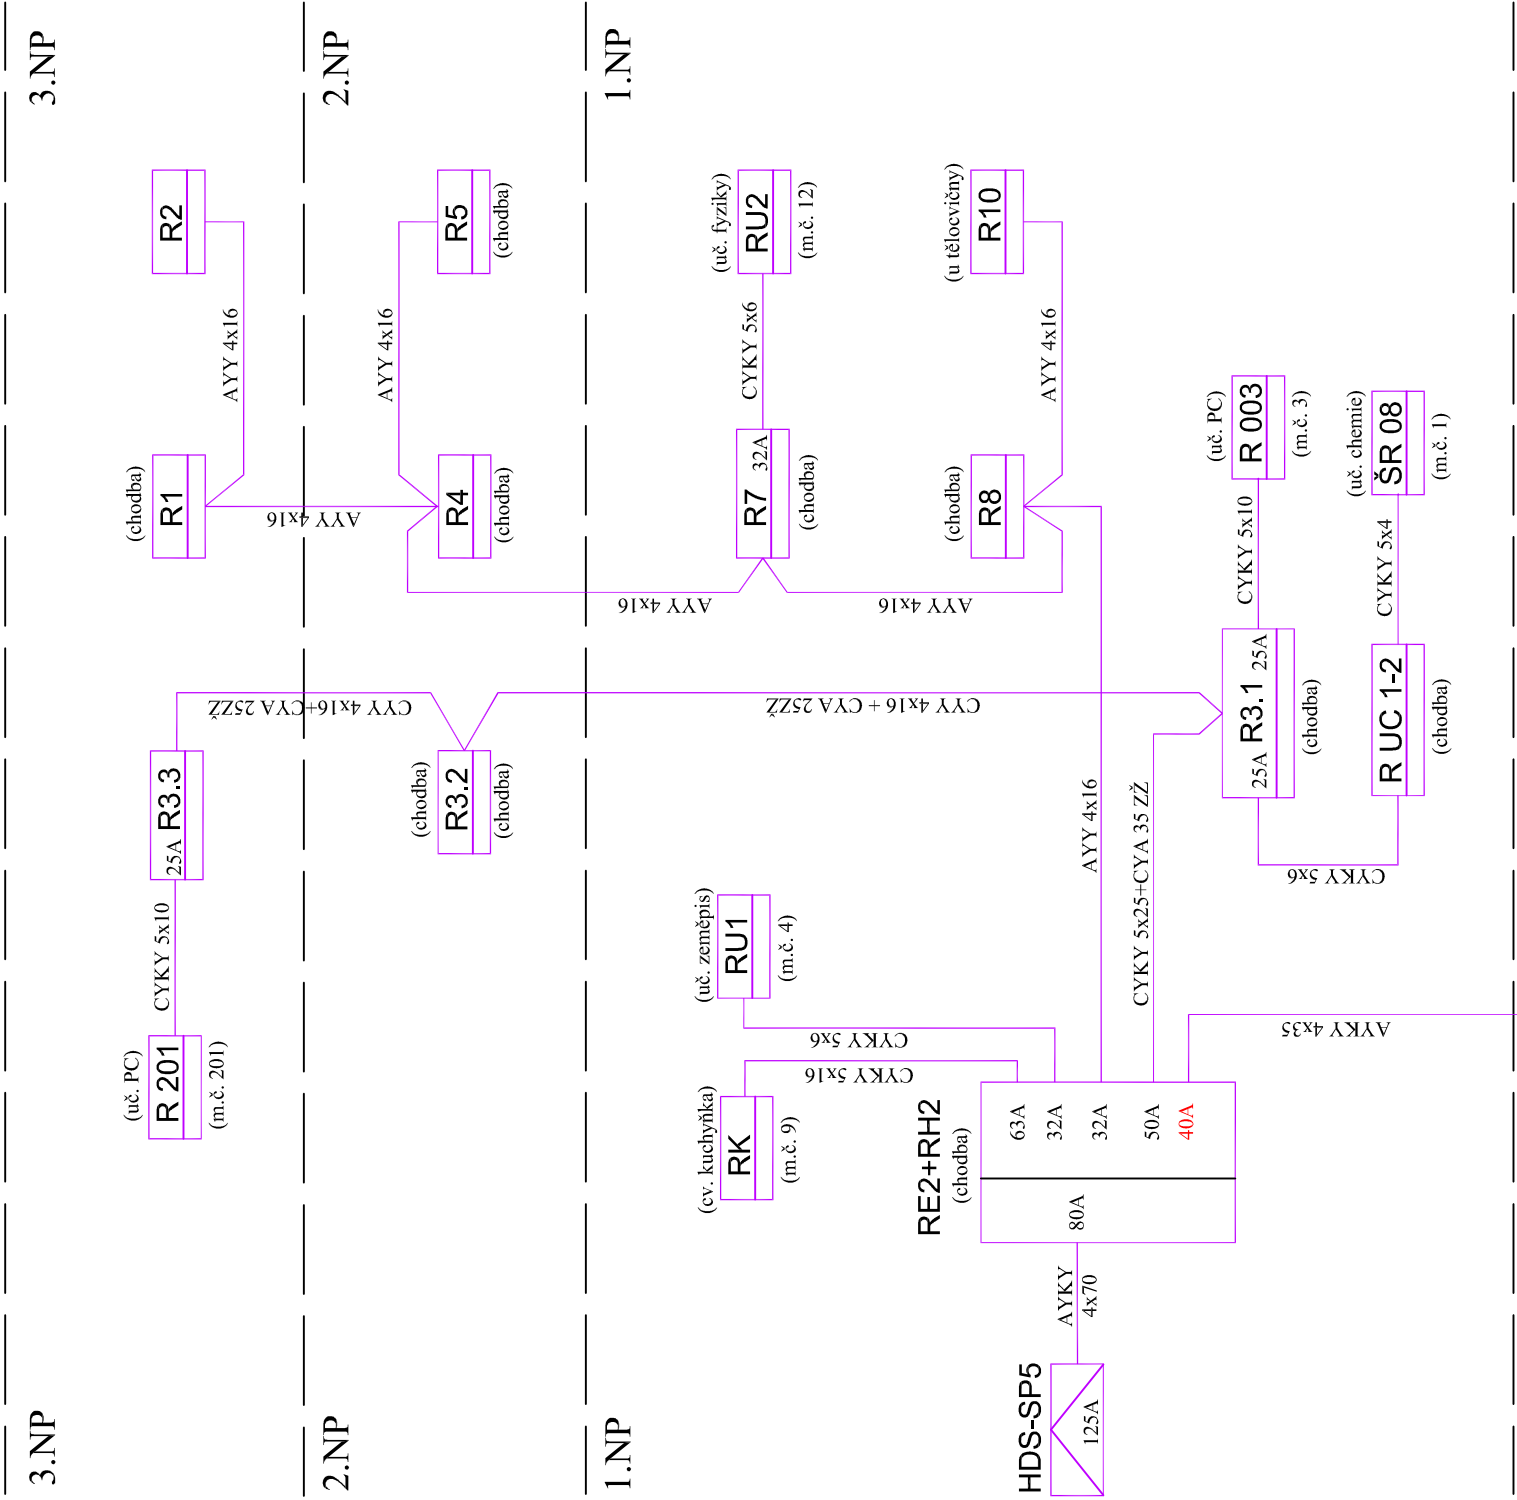 3.NP
3.NP
(uč. PC)
R 201
(m.č. 201)
CYKY 5x10
25A R3.3
CYY 4x16+CYA 25ZŽ
(chodba)
R1
AYY 4x16
R2
AYY 4x16
2.NP
2.NP
(chodba)
R3.2
(chodba)
CYY 4x16 + CYA 25ZŽ
R4
(chodba)
AYY 4x16
R5
(chodba)
AYY 4x16
1.NP
1.NP
(cv. kuchyňka)
RK
(m.č. 9)
CYKY 5x16
(uč. zeměpis)
RU1
(m.č. 4)
CYKY 5x6
R7 32A
(chodba)
CYKY 5x6
(uč. fyziky)
RU2
(m.č. 12)
AYY 4x16
(chodba)
R8
AYY 4x16
(u tělocvičny)
R10
AYY 4x16
HDS-SP5
125A
AYKY
4x70
RE2+RH2
(chodba)
80A
63A
32A
32A
50A
40A
CYKY 5x25+CYA 35 ZŽ
AYKY 4x35
25A R3.1 25A
(chodba)
CYKY 5x10
(uč. PC)
R 003
(m.č. 3)
CYKY 5x6
R UC 1-2
(chodba)
CYKY 5x4
(uč. chemie)
ŠR 08
(m.č. 1)